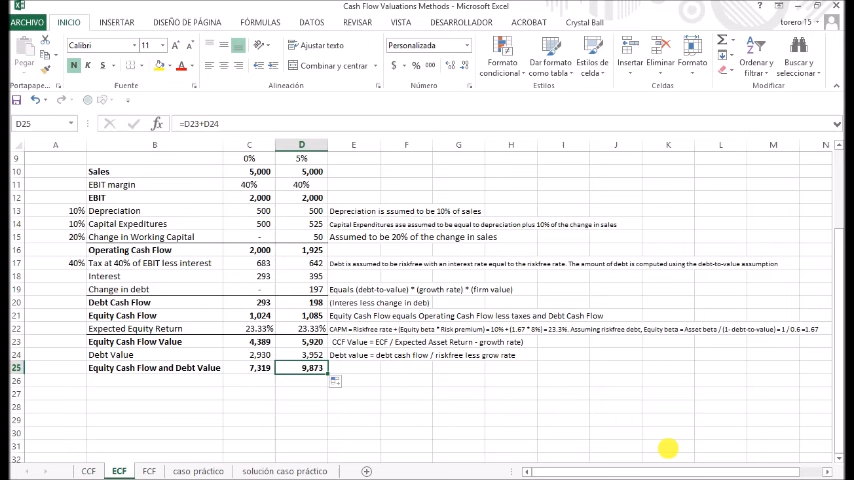 Cash Flow Valuations Methods - Microsoft Excel
ARCHIVO INICIO INSERTAR DISEÑO DE PÁGINA FÓRMULAS DATOS REVISAR VISTA DESARROLLADOR ACROBAT Crystal Ball torero 15
Calibri 11 Ajustar texto Personalizada
Pegar N K S Combinar y centrar $ % 000 Formato condicional Dar formato como tabla Estilos de celda Insertar Eliminar Formato Ordenar y filtrar Buscar y seleccionar
Portapape... Fuente Alineación Número Estilos Celdas Modificar
D25 fx =D23+D24
A B C D E F G H I J K L M N
9 0% 5%
10 Sales 5,000 5,000
11 EBIT margin 40% 40%
12 EBIT 2,000 2,000
13 10% Depreciation 500 500 Depreciation is ssumed to be 10% of sales
14 10% Capital Expeditures 500 525 Capital Expeditures ase assumed to be equal to depreciation plus 10% of the change in sales
15 20% Change in Working Capital - 50 Assumed to be 20% of the change in sales
16 Operating Cash Flow 2,000 1,925
17 40% Tax at 40% of EBIT less interest 683 642 Debt is assumed to be riskfree with an interest rate equal to the riskfree rate. The amount of debt is computed using the debt-to-value assumption
18 Interest 293 395
19 Change in debt - 197 Equals (debt-to-value) * (growth rate) * (firm value)
20 Debt Cash Flow 293 198 (Interes less change in deb)
21 Equity Cash Flow 1,024 1,085 Equity Cash Flow equals Operating Cash Flow less taxes and Debt Cash Flow
22 Expendted Equity Return 23.33% 23.33% CAPM = Riskfree rate + (Equity beta * Risk premium) = 10% + (1.67 * 8%) = 23.3%. Assuming riskfree debt, Equity beta = Asset beta / (1- debt-to-value) = 1 / 0.6 =1.67
23 Equity Cash Flow Value 4,389 5,920 CCF Value = ECF / Expected Asset Return - growth rate)
24 Debt Value 2,930 3,952 Debt value = debt cash flow / riskfree less grow rate
25 Equity Cash Flow and Debt Value 7,319 9,873
26
27
28
29
30
31
32
CCF ECF FCF caso práctico solución caso práctico